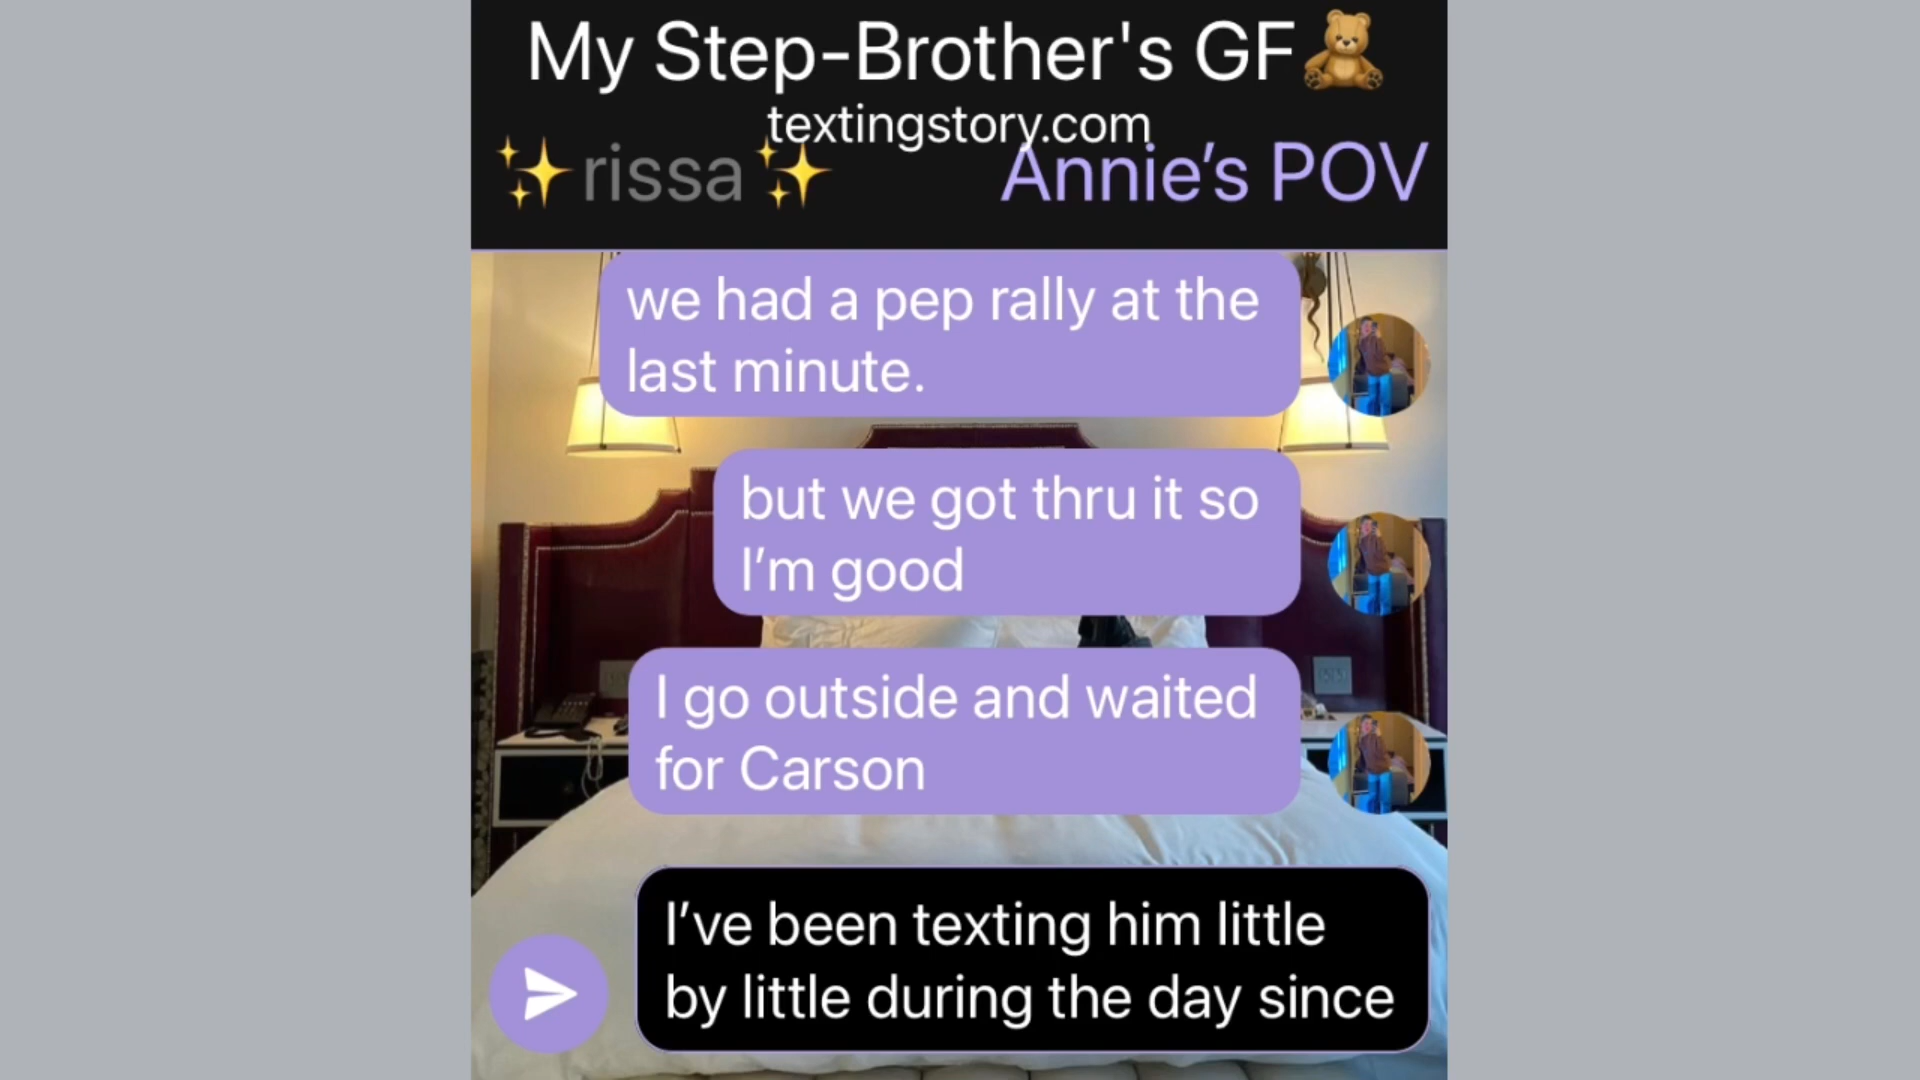 My Step-Brother's GF🧸
textingstory.com
✨rissa✨
Annie’s POV
we had a pep rally at the
last minute.
but we got thru it so
I’m good
I go outside and waited
for Carson
I’ve been texting him little
by little during the day since